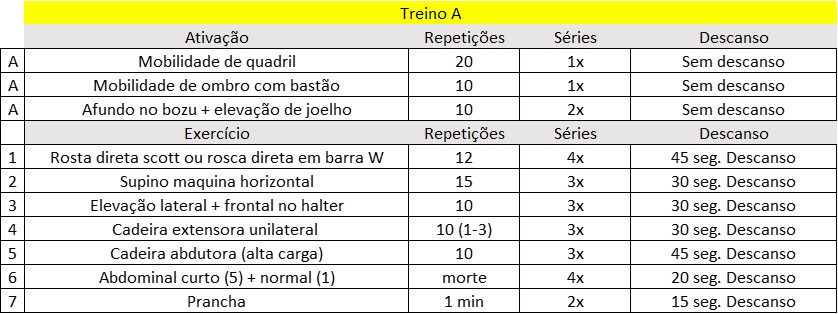 Treino A
Ativação Repetições Séries Descanso
A Mobilidade de quadril 20 1x Sem descanso
A Mobilidade de ombro com bastão 10 1x Sem descanso
A Afundo no bozu + elevação de joelho 10 2x Sem descanso
Exercício Repetições Séries Descanso
1 Rosta direta scott ou rosca direta em barra W 12 4x 45 seg. Descanso
2 Supino maquina horizontal 15 3x 30 seg. Descanso
3 Elevação lateral + frontal no halter 10 3x 30 seg. Descanso
4 Cadeira extensora unilateral 10 (1-3) 3x 30 seg. Descanso
5 Cadeira abdutora (alta carga) 10 3x 45 seg. Descanso
6 Abdominal curto (5) + normal (1) morte 4x 20 seg. Descanso
7 Prancha 1 min 2x 15 seg. Descanso